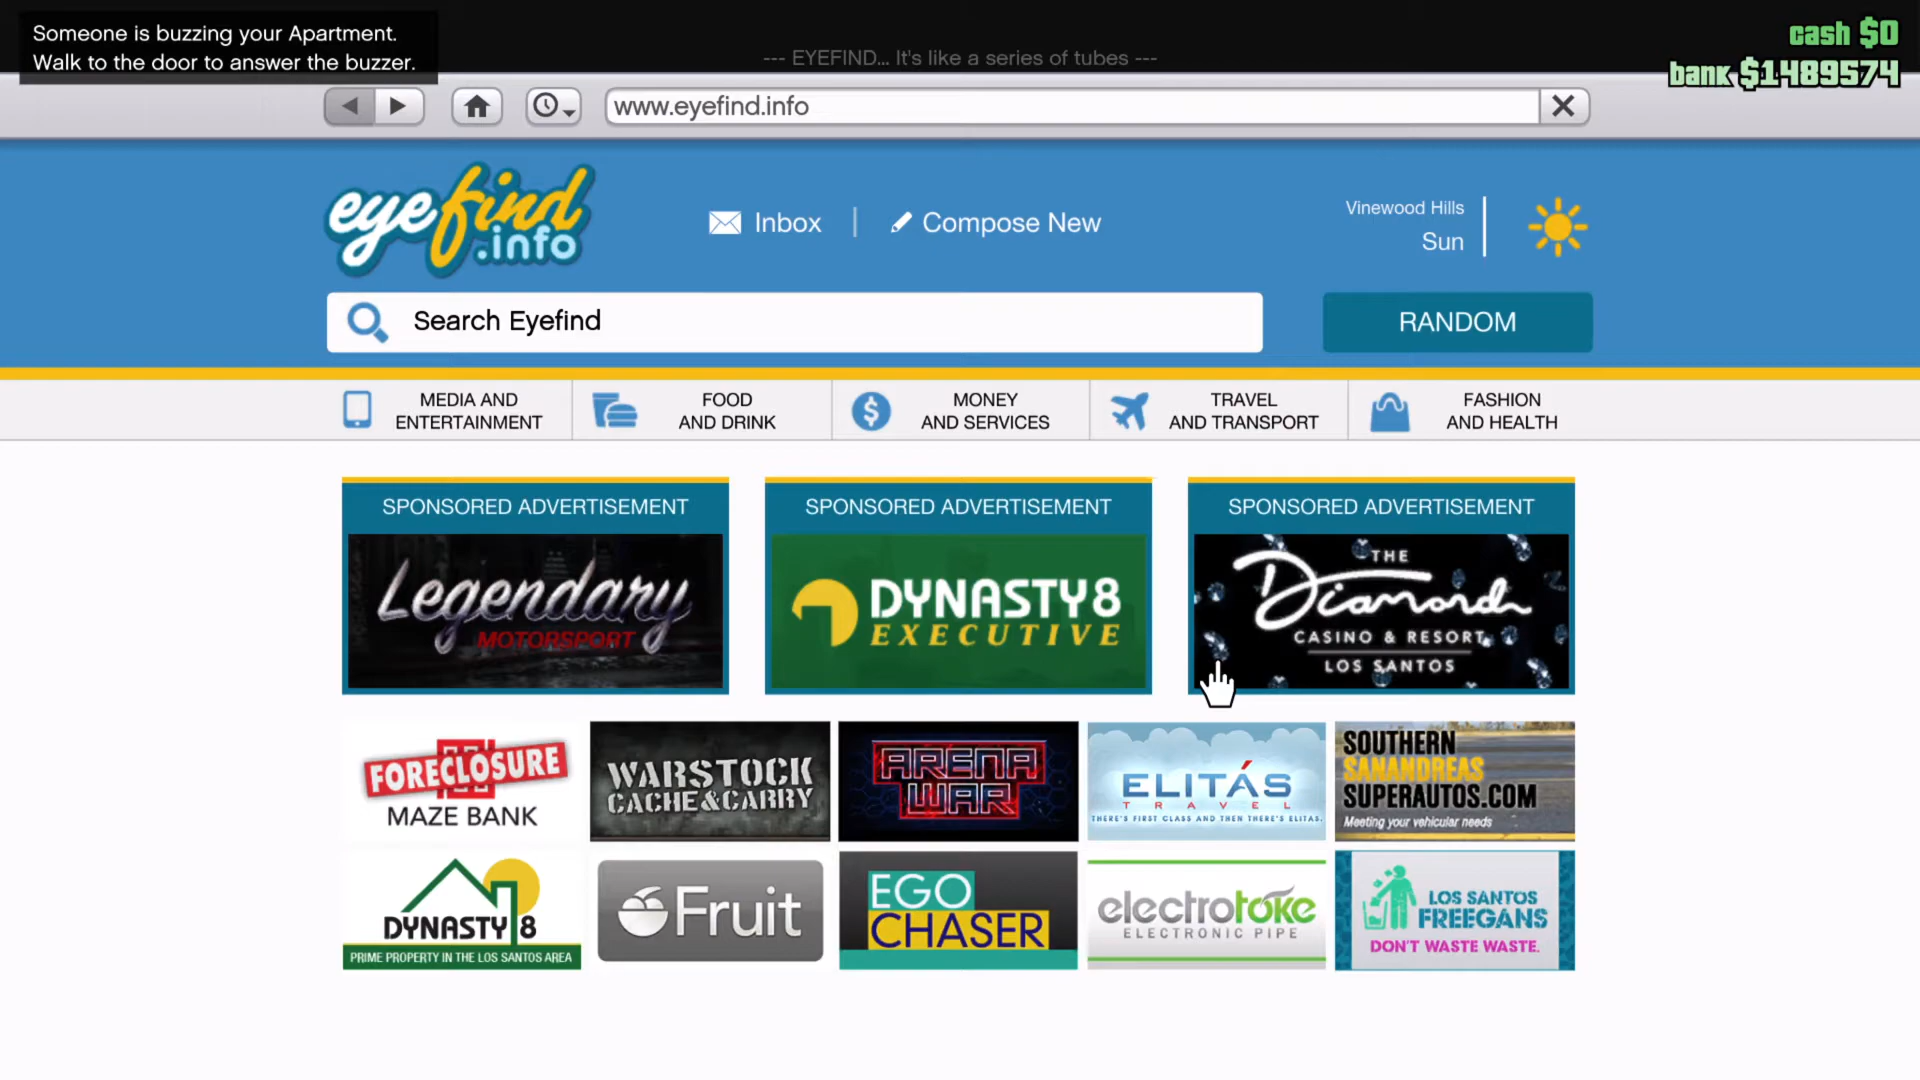 Someone is buzzing your Apartment.
Walk to the door to answer the buzzer.
--- EYEFIND... It's like a series of tubes ---
cash $0
bank $1489574
www.eyefind.info
eyefind
.info
Inbox
Compose New
Vinewood Hills
Sun
Search Eyefind
RANDOM
MEDIA AND
ENTERTAINMENT
FOOD
AND DRINK
MONEY
AND SERVICES
TRAVEL
AND TRANSPORT
FASHION
AND HEALTH
SPONSORED ADVERTISEMENT
Legendary
MOTORSPORT
SPONSORED ADVERTISEMENT
DYNASTY8
EXECUTIVE
SPONSORED ADVERTISEMENT
THE
Diamond
CASINO & RESORT
LOS SANTOS
FORECLOSURE
MAZE BANK
WARSTOCK
CACHE&CARRY
ARENA
WAR
ELITÁS
TRAVEL
THERE'S FIRST CLASS AND THEN THERE'S ELITAS.
SOUTHERN
SANANDREAS
SUPERAUTOS.COM
Meeting your vehicular needs
DYNASTY 8
PRIME PROPERTY IN THE LOS SANTOS AREA
Fruit
EGO
CHASER
electrotoke
ELECTRONIC PIPE
LOS SANTOS
FREEGANS
DON'T WASTE WASTE.